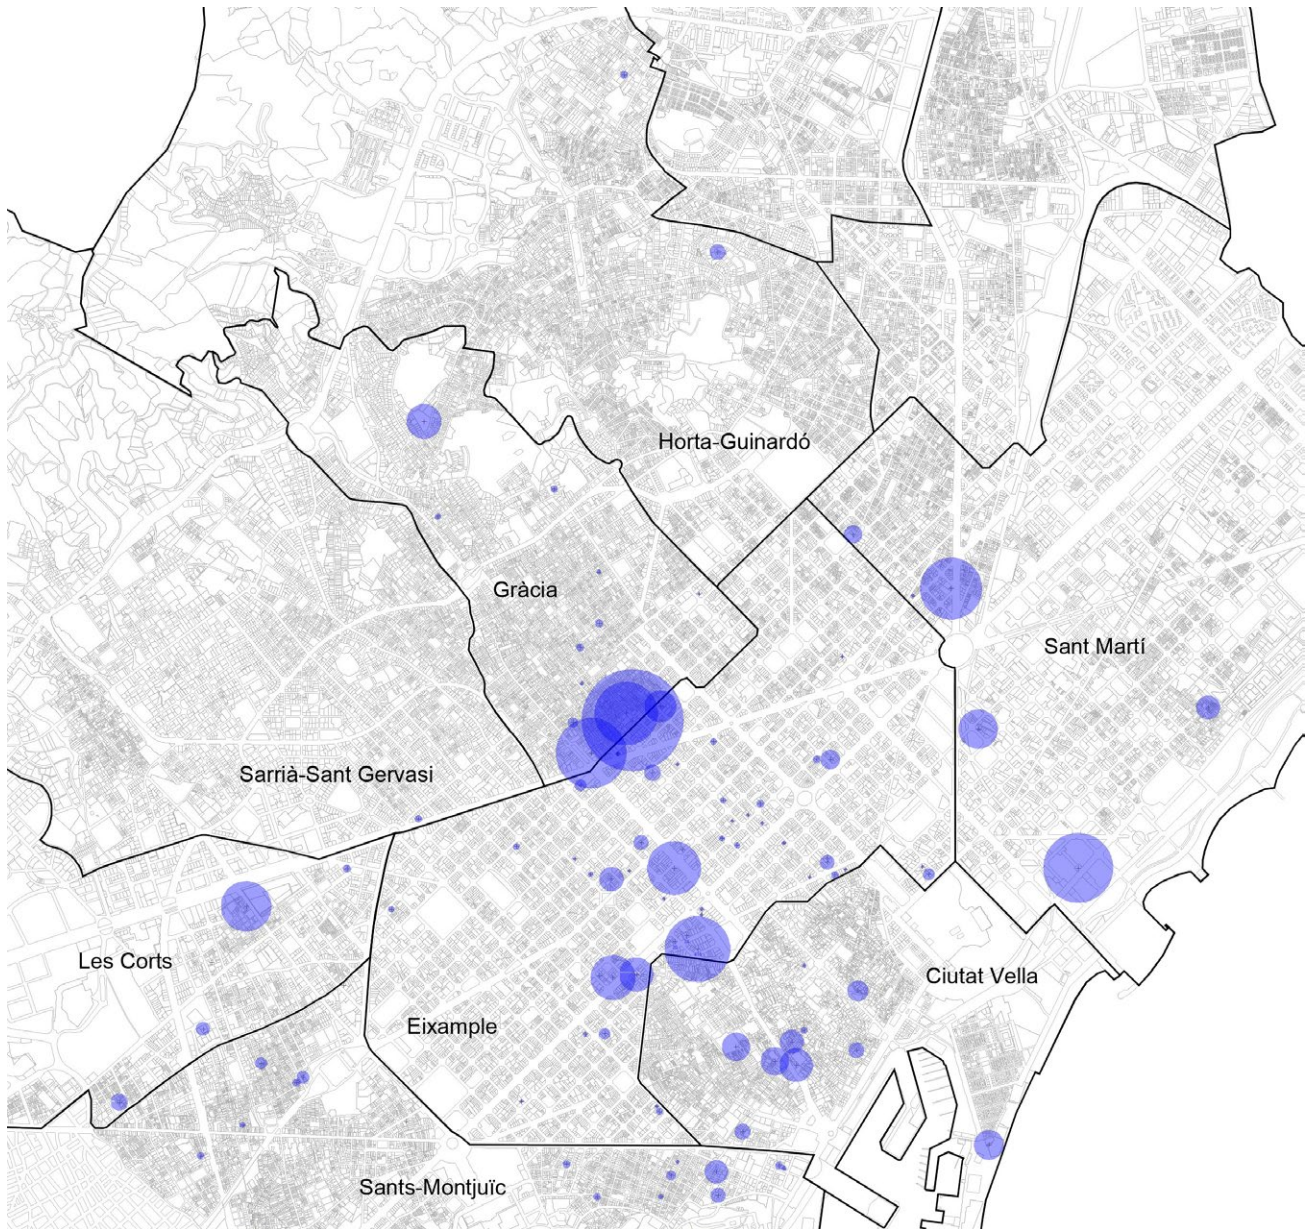 Horta-Guinardó
Gràcia
Sant Martí
Sarrià-Sant Gervasi
Les Corts
Ciutat Vella
Eixample
Sants-Montjuïc